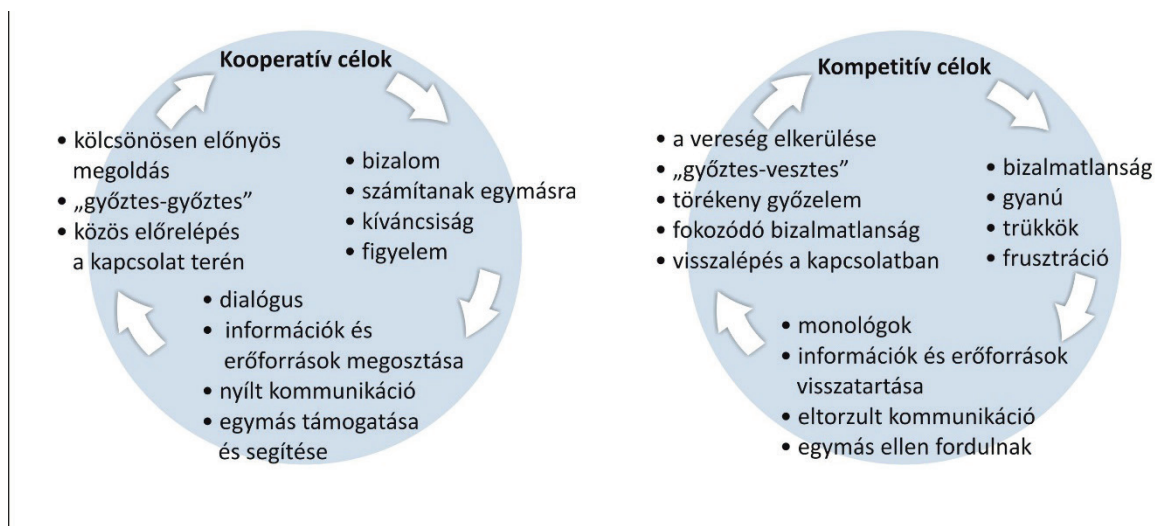 Kooperatív célok
• kölcsönösen előnyös
megoldás
• „győztes-győztes”
• közös előrelépés
a kapcsolat terén
• bizalom
• számítanak egymásra
• kíváncsiság
• figyelem
• dialógus
• információk és
erőforrások megosztása
• nyílt kommunikáció
• egymás támogatása
és segítése
Kompetitív célok
• a vereség elkerülése
• „győztes-vesztes”
• törékeny győzelem
• fokozódó bizalmatlanság
• visszalépés a kapcsolatban
• bizalmatlanság
• gyanú
• trükkök
• frusztráció
• monológok
• információk és erőforrások
visszatartása
• eltorzult kommunikáció
• egymás ellen fordulnak